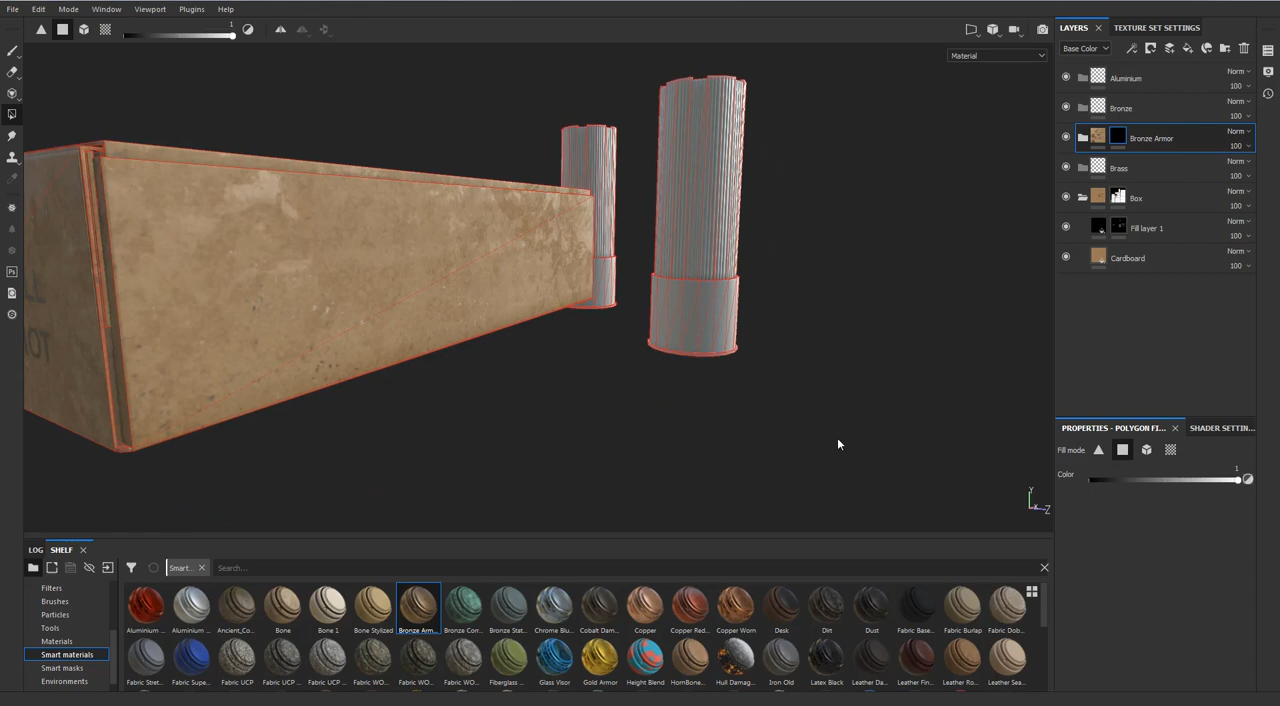 File Edit Mode Window Viewport Plugins Help
1
LAYERS TEXTURE SET SETTINGS
Base Color
Material
Aluminium Norm 100
Bronze Norm 100
Bronze Armor Norm 100
Brass Norm 100
Box Norm 100
Fill layer 1 Norm 100
Cardboard Norm 100
TO
Y
Z
PROPERTIES - POLYGON FI... SHADER SETTIN...
Fill mode
Color 1
LOG SHELF
Smart... Search...
Filters
Brushes
Particles
Tools
Materials
Smart materials
Smart masks
Environments
Aluminium ... Aluminium ... Ancient_Co... Bone Bone 1 Bone Stylized Bronze Arm... Bronze Corr... Bronze Stat... Chrome Blu... Cobalt Dam... Copper Copper Red... Copper Worn Desk Dirt Dust Fabric Base... Fabric Burlap Fabric Dob...
Fabric Stret... Fabric Supe... Fabric UCP Fabric UCP ... Fabric UCP ... Fabric WO... Fabric WO... Fabric WO... Fiberglass ... Glass Visor Gold Armor Height Blend HornBone... Hull Damag... Iron Old Latex Black Leather Da... Leather Fin... Leather Ro... Leather Sea...
Ps